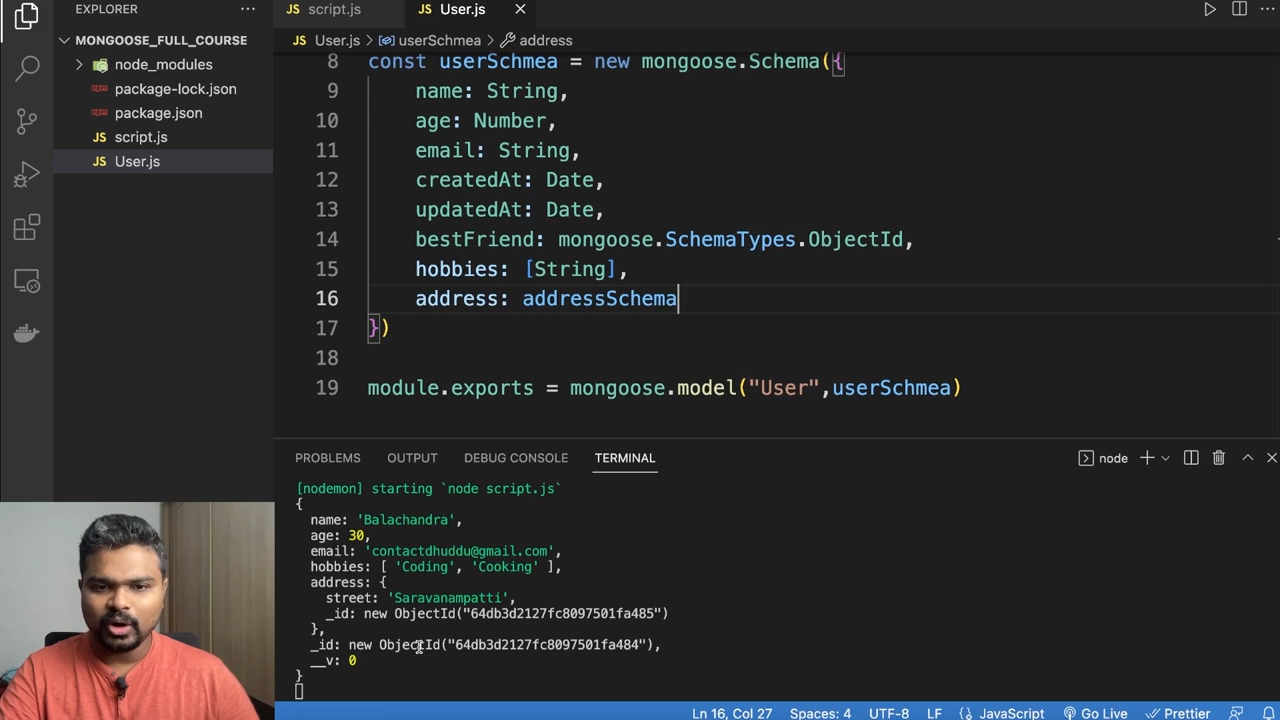 EXPLORER
script.js
User.js
MONGOOSE_FULL_COURSE
node_modules
package-lock.json
package.json
script.js
User.js
User.js > userSchmea > address
8 const userSchmea = new mongoose.Schema({
9 name: String,
10 age: Number,
11 email: String,
12 createdAt: Date,
13 updatedAt: Date,
14 bestFriend: mongoose.SchemaTypes.ObjectId,
15 hobbies: [String],
16 address: addressSchema
17 })
18
19 module.exports = mongoose.model("User",userSchmea)
PROBLEMS OUTPUT DEBUG CONSOLE TERMINAL
node
[nodemon] starting `node script.js`
{
name: 'Balachandra',
age: 30,
email: 'contactdhuddu@gmail.com',
hobbies: [ 'Coding', 'Cooking' ],
address: {
street: 'Saravanampatti',
_id: new ObjectId("64db3d2127fc8097501fa485")
},
_id: new ObjectId("64db3d2127fc8097501fa484"),
__v: 0
}
Ln 16, Col 27 Spaces: 4 UTF-8 LF {} JavaScript Go Live Prettier